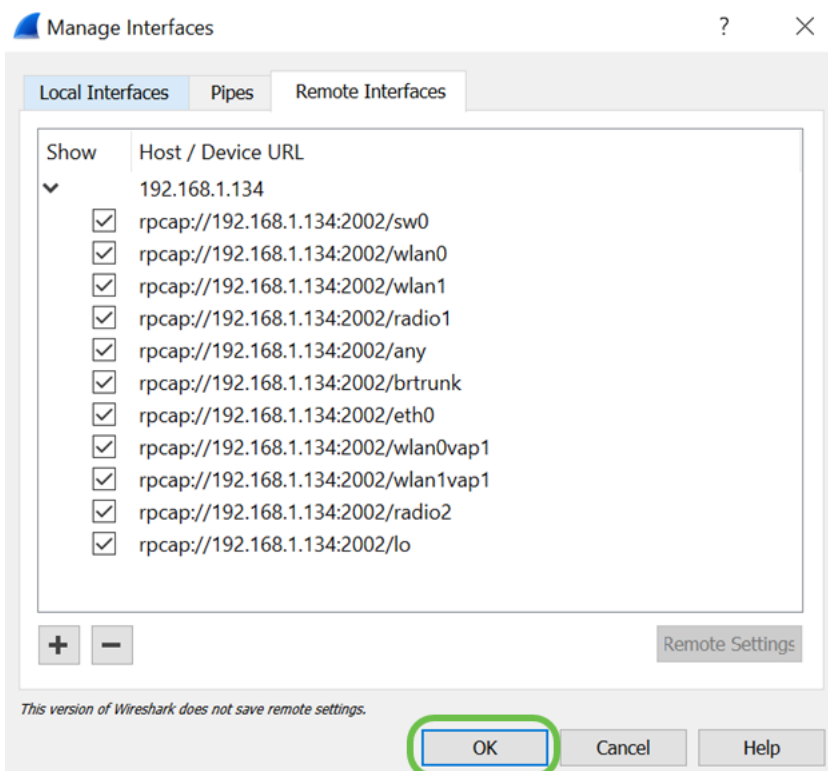 Manage Interfaces
Local Interfaces Pipes Remote Interfaces
Show Host / Device URL
192.168.1.134
rpcap://192.168.1.134:2002/sw0
rpcap://192.168.1.134:2002/wlan0
rpcap://192.168.1.134:2002/wlan1
rpcap://192.168.1.134:2002/radio1
rpcap://192.168.1.134:2002/any
rpcap://192.168.1.134:2002/brtrunk
rpcap://192.168.1.134:2002/eth0
rpcap://192.168.1.134:2002/wlan0vap1
rpcap://192.168.1.134:2002/wlan1vap1
rpcap://192.168.1.134:2002/radio2
rpcap://192.168.1.134:2002/lo
Remote Settings
This version of Wireshark does not save remote settings.
OK Cancel Help